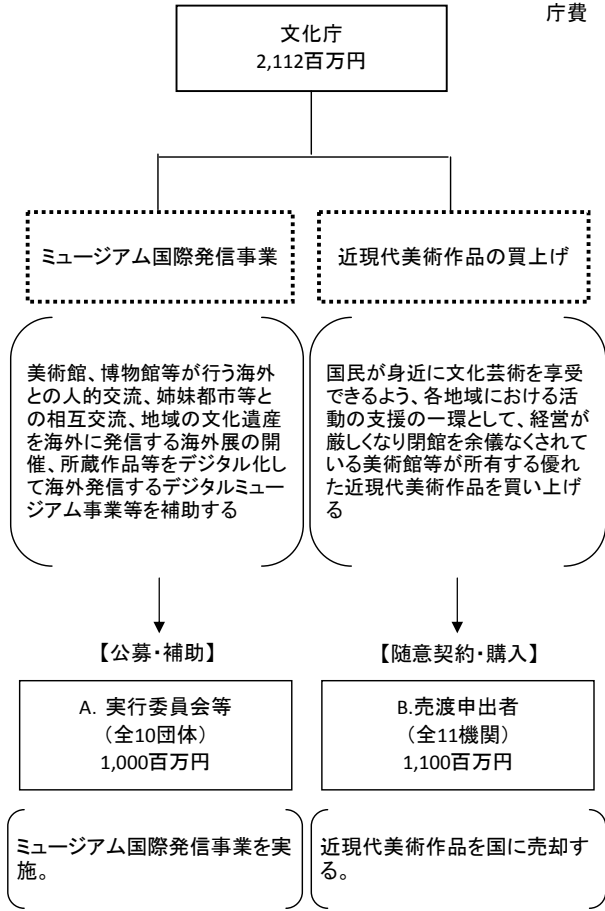 庁費
文化庁
2,112百万円
ミュージアム国際発信事業
近現代美術作品の買上げ
美術館、博物館等が行う海外
との人的交流、姉妹都市等と
の相互交流、地域の文化遺産
を海外に発信する海外展の開
催、所蔵作品等をデジタル化し
て海外発信するデジタルミュー
ジアム事業等を補助する
国民が身近に文化芸術を享受
できるよう、各地域における活
動の支援の一環として、経営が
厳しくなり閉館を余儀なくされて
いる美術館等が所有する優れ
た近現代美術作品を買い上げ
る
【公募・補助】
【随意契約・購入】
A. 実行委員会等
（全10団体）
1,000百万円
B.売渡申出者
（全11機関）
1,100百万円
ミュージアム国際発信事業を実
施。
近現代美術作品を国に売却す
る。